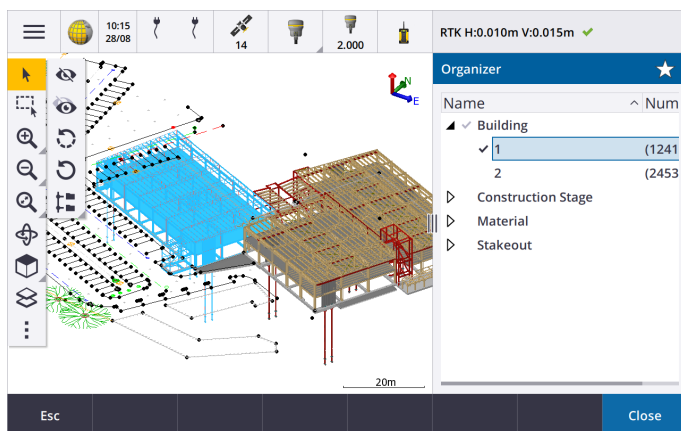 10:15
28/08
14
2.000
RTK H:0.010m V:0.015m
N
E
20m
Organizer
Name Num
Building
1 (1241
2 (2453
Construction Stage
Material
Stakeout
Esc Close